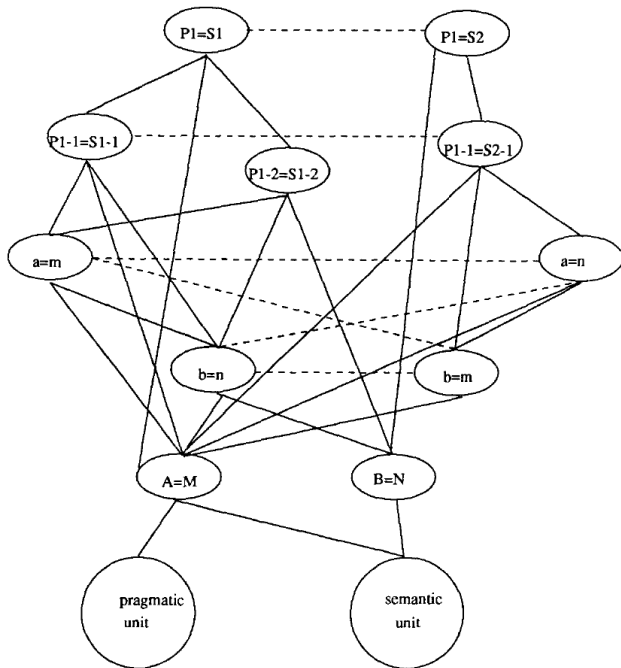 P1=S1
P1=S2
P1-1=S1-1
P1-1=S2-1
P1-2=S1-2
a=m
a=n
b=n
b=m
A=M
B=N
pragmatic
unit
semantic
unit